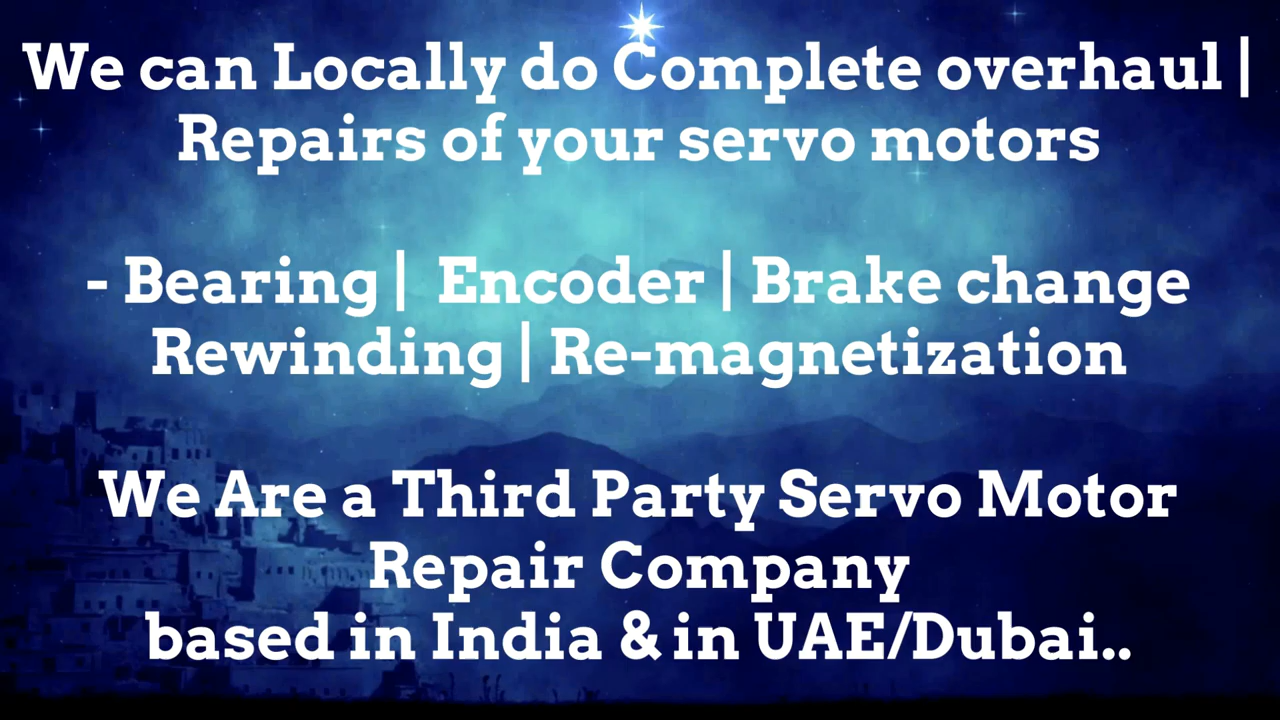 We can Locally do Complete overhaul |
Repairs of your servo motors
- Bearing | Encoder | Brake change
Rewinding | Re-magnetization
We Are a Third Party Servo Motor
Repair Company
based in India & in UAE/Dubai..